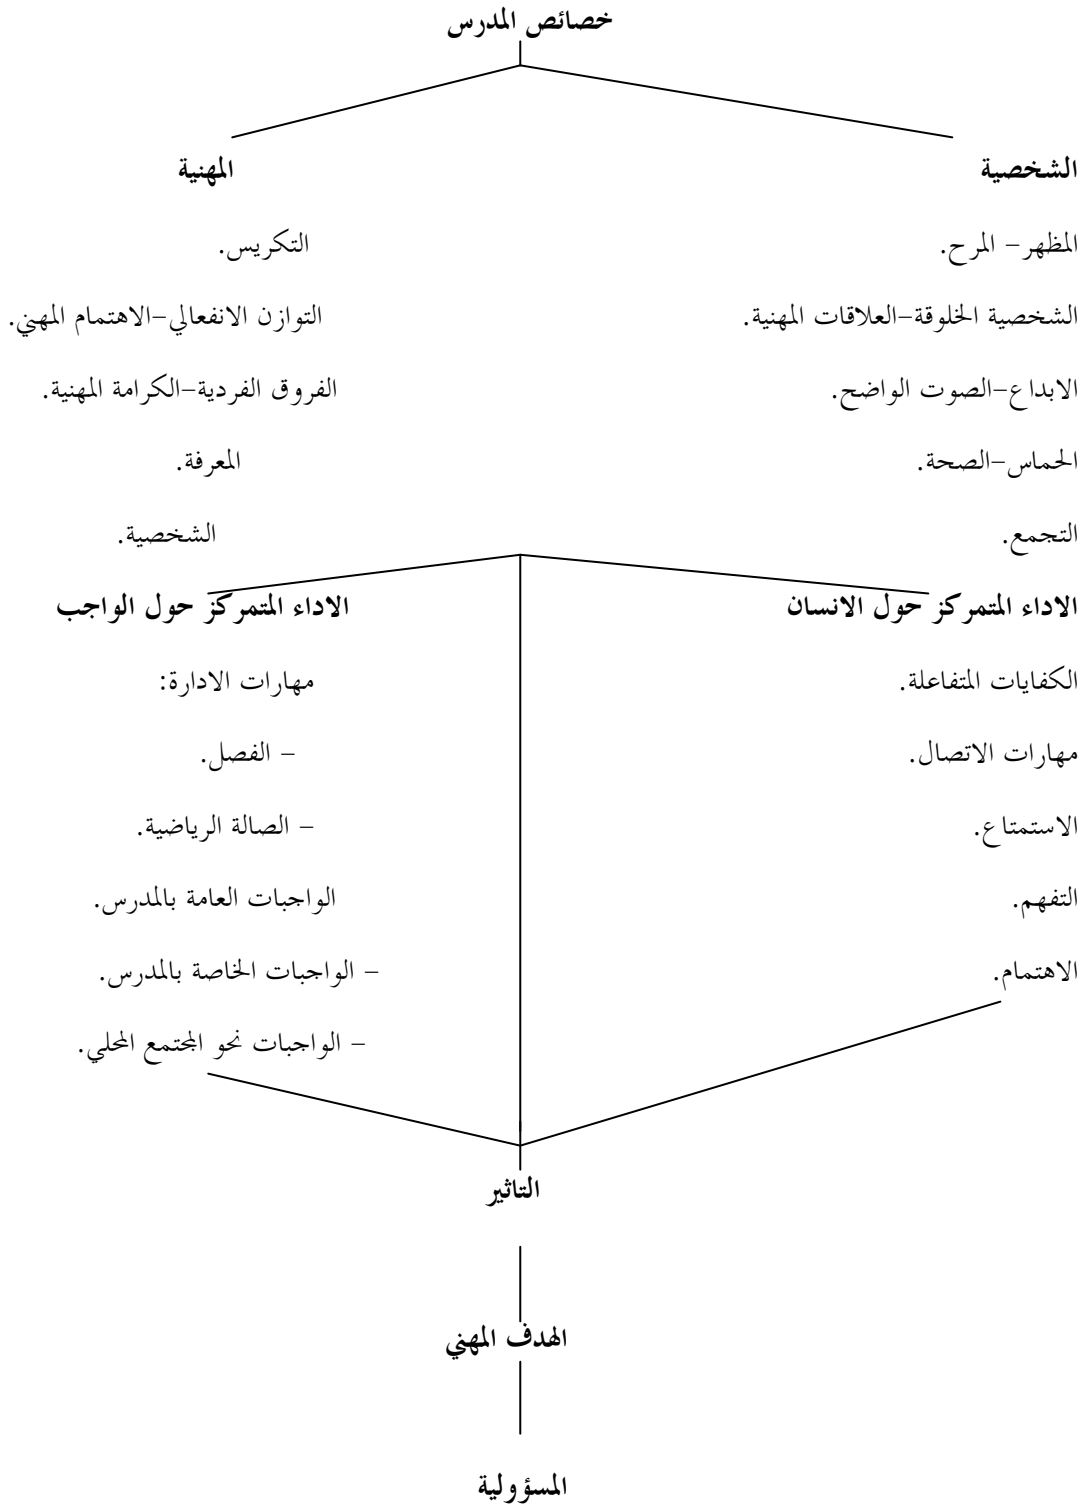 خصائص المدرس
الشخصية المهنية
المظهر– المرح. التكريس.
الشخصية الخلوقة–العلاقات المهنية. التوازن الانفعالي–الاهتمام المهني.
الابداع–الصوت الواضح. الفروق الفردية–الكرامة المهنية.
الحماس–الصحة. المعرفة.
التجمع. الشخصية.
الاداء المتمركز حول الانسان الاداء المتمركز حول الواجب
الكفايات المتفاعلة. مهارات الادارة:
مهارات الاتصال. – الفصل.
الاستمتاع. – الصالة الرياضية.
التفهم. الواجبات العامة بالمدرس.
الاهتمام. – الواجبات الخاصة بالمدرس.
– الواجبات نحو المجتمع المحلي.
التاثير
الهدف المهني
المسؤولية